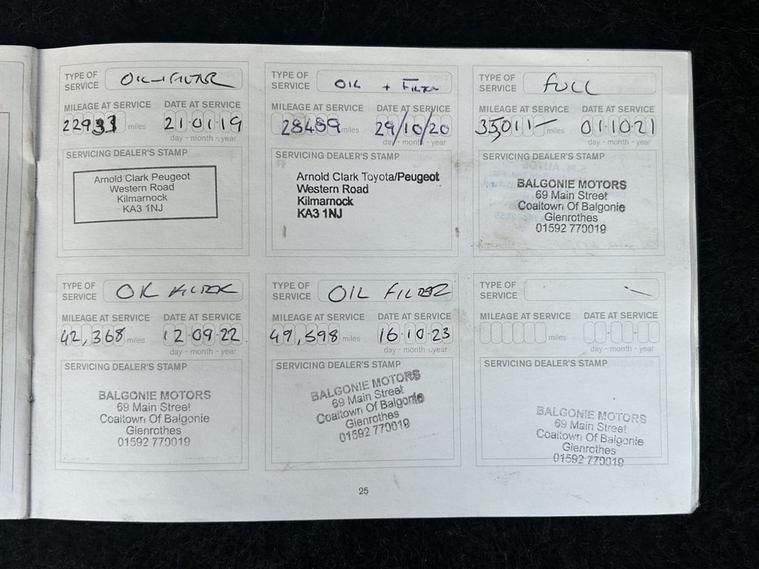 TYPE OF SERVICE OIL + FILTER
MILEAGE AT SERVICE DATE AT SERVICE
22933 miles 21·01·19
day - month - year
SERVICING DEALER'S STAMP
Arnold Clark Peugeot
Western Road
Kilmarnock
KA3 1NJ
TYPE OF SERVICE OIL + FILTER
MILEAGE AT SERVICE DATE AT SERVICE
28489 miles 29/10/20
day - month - year
SERVICING DEALER'S STAMP
Arnold Clark Toyota/Peugeot
Western Road
Kilmarnock
KA3 1NJ
TYPE OF SERVICE FULL
MILEAGE AT SERVICE DATE AT SERVICE
35,011 miles 01·10·21
day - month - year
SERVICING DEALER'S STAMP
BALGONIE MOTORS
69 Main Street
Coaltown Of Balgonie
Glenrothes
01592 770019
TYPE OF SERVICE OIL FILTER
MILEAGE AT SERVICE DATE AT SERVICE
42,368 miles 12·09·22
day - month - year
SERVICING DEALER'S STAMP
BALGONIE MOTORS
69 Main Street
Coaltown Of Balgonie
Glenrothes
01592 770019
TYPE OF SERVICE OIL FILTER
MILEAGE AT SERVICE DATE AT SERVICE
49,598 miles 16·10·23
day - month - year
SERVICING DEALER'S STAMP
BALGONIE MOTORS
69 Main Street
Coaltown Of Balgonie
Glenrothes
01592 770019
TYPE OF SERVICE
MILEAGE AT SERVICE DATE AT SERVICE
miles
day - month - year
SERVICING DEALER'S STAMP
BALGONIE MOTORS
69 Main Street
Coaltown Of Balgonie
Glenrothes
01592 770019
25